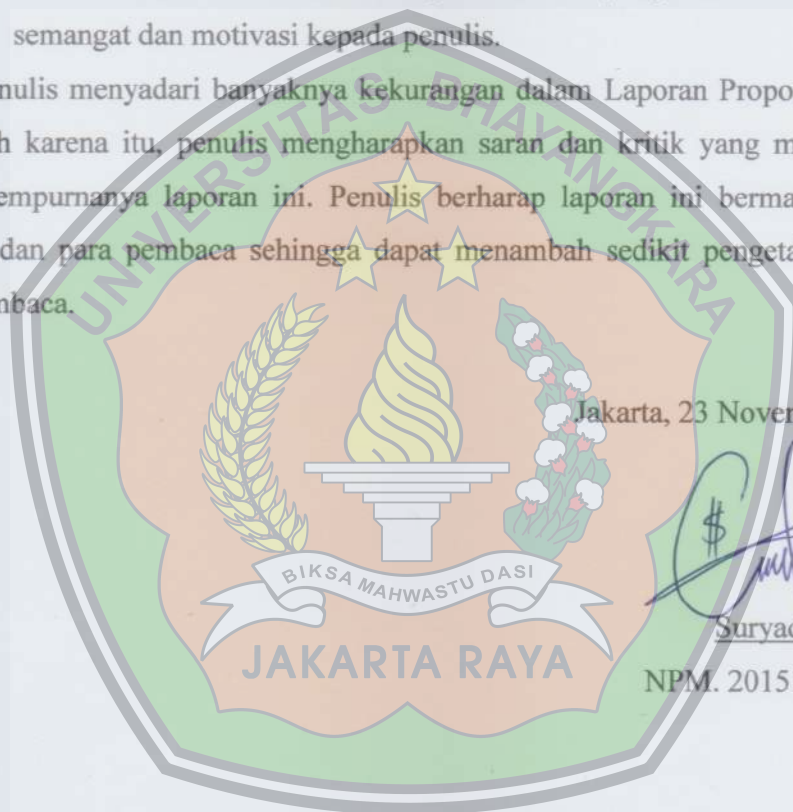 semangat dan motivasi kepada penulis.
nulis menyadari banyaknya kekurangan dalam Laporan Propo
h karena itu, penulis mengharapkan saran dan kritik yang m
empurnanya laporan ini. Penulis berharap laporan ini berma
dan para pembaca sehingga dapat menambah sedikit pengeta
mbaca.
UNIVERSITAS BHAYANGKARA
Jakarta, 23 Nover
BIKSA MAHWASTU DASI
JAKARTA RAYA
Suryad
NPM. 2015